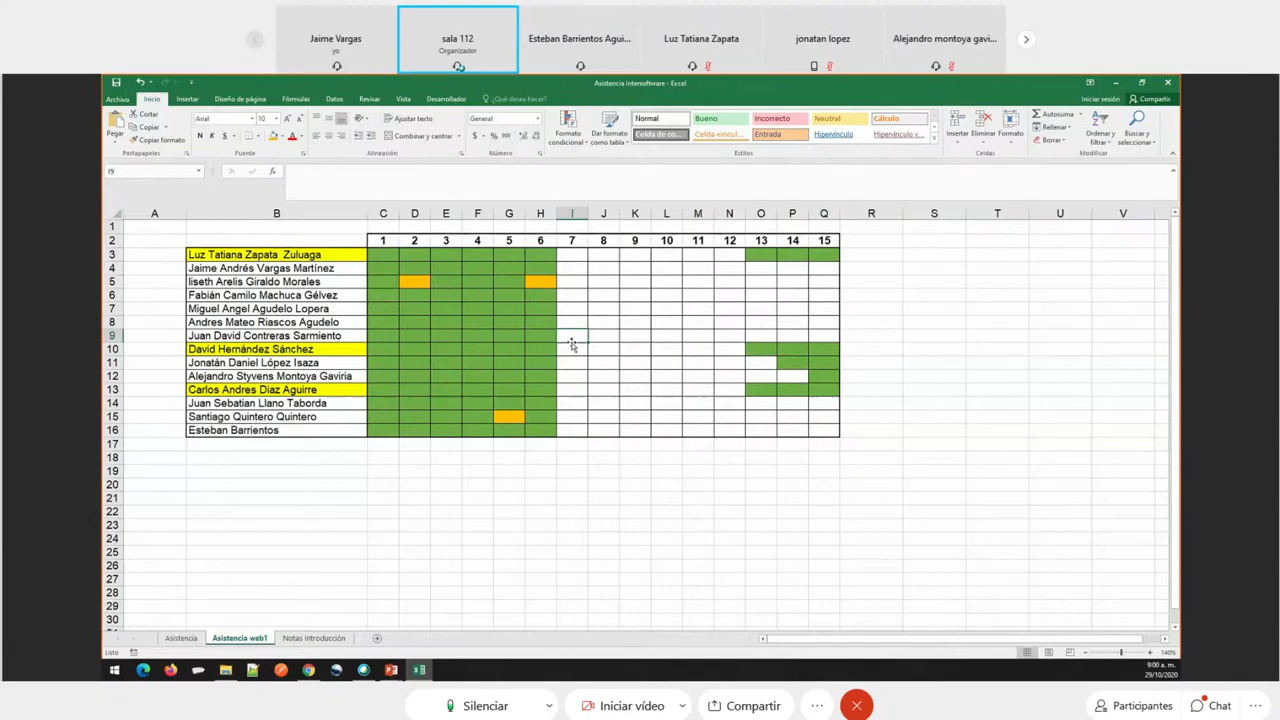 Jaime Vargas
yo
sala 112
Organizador
Esteban Barrientos Agui...
Luz Tatiana Zapata
jonatan lopez
Alejandro montoya gavi...
Asistencia Intersoftware - Excel
Archivo Inicio Insertar Diseño de página Fórmulas Datos Revisar Vista Desarrollador ¿Qué desea hacer? Iniciar sesión Compartir
Pegar
Cortar
Copiar
Copiar formato
Portapapeles
Arial 10
N K S
Fuente
Ajustar texto
Combinar y centrar
Alineación
General
$ % 000
Número
Formato condicional
Dar formato como tabla
Normal Bueno Incorrecto Neutral Cálculo
Celda de co... Celda vincul... Entrada Hipervínculo Hipervínculo v...
Estilos
Insertar Eliminar Formato
Celdas
Autosuma
Rellenar
Borrar
Ordenar y filtrar
Buscar y seleccionar
Modificar
I9 fx
A B C D E F G H I J K L M N O P Q R S T U V
1
2 1 2 3 4 5 6 7 8 9 10 11 12 13 14 15
3 Luz Tatiana Zapata Zuluaga
4 Jaime Andrés Vargas Martínez
5 liseth Arelis Giraldo Morales
6 Fabián Camilo Machuca Gélvez
7 Miguel Angel Agudelo Lopera
8 Andres Mateo Riascos Agudelo
9 Juan David Contreras Sarmiento
10 David Hernández Sánchez
11 Jonatán Daniel López Isaza
12 Alejandro Styvens Montoya Gaviria
13 Carlos Andres Diaz Aguirre
14 Juan Sebatian Llano Taborda
15 Santiago Quintero Quintero
16 Esteban Barrientos
17
18
19
20
21
22
23
24
25
26
27
28
29
30
Asistencia Asistencia web1 Notas introducción
Listo 140%
9:00 a. m.
29/10/2020
Silenciar Iniciar vídeo Compartir Participantes Chat